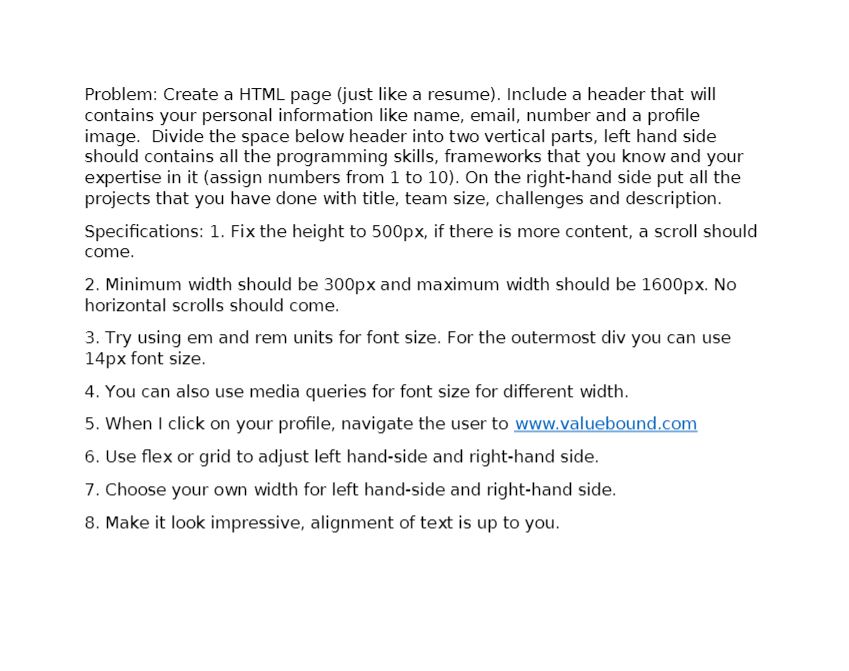 Problem: Create a HTML page (just like a resume). Include a header that will
contains your personal information like name, email, number and a profile
image.  Divide the space below header into two vertical parts, left hand side
should contains all the programming skills, frameworks that you know and your
expertise in it (assign numbers from 1 to 10). On the right-hand side put all the
projects that you have done with title, team size, challenges and description.
Specifications: 1. Fix the height to 500px, if there is more content, a scroll should
come.
2. Minimum width should be 300px and maximum width should be 1600px. No
horizontal scrolls should come.
3. Try using em and rem units for font size. For the outermost div you can use
14px font size.
4. You can also use media queries for font size for different width.
5. When I click on your profile, navigate the user to www.valuebound.com
6. Use flex or grid to adjust left hand-side and right-hand side.
7. Choose your own width for left hand-side and right-hand side.
8. Make it look impressive, alignment of text is up to you.